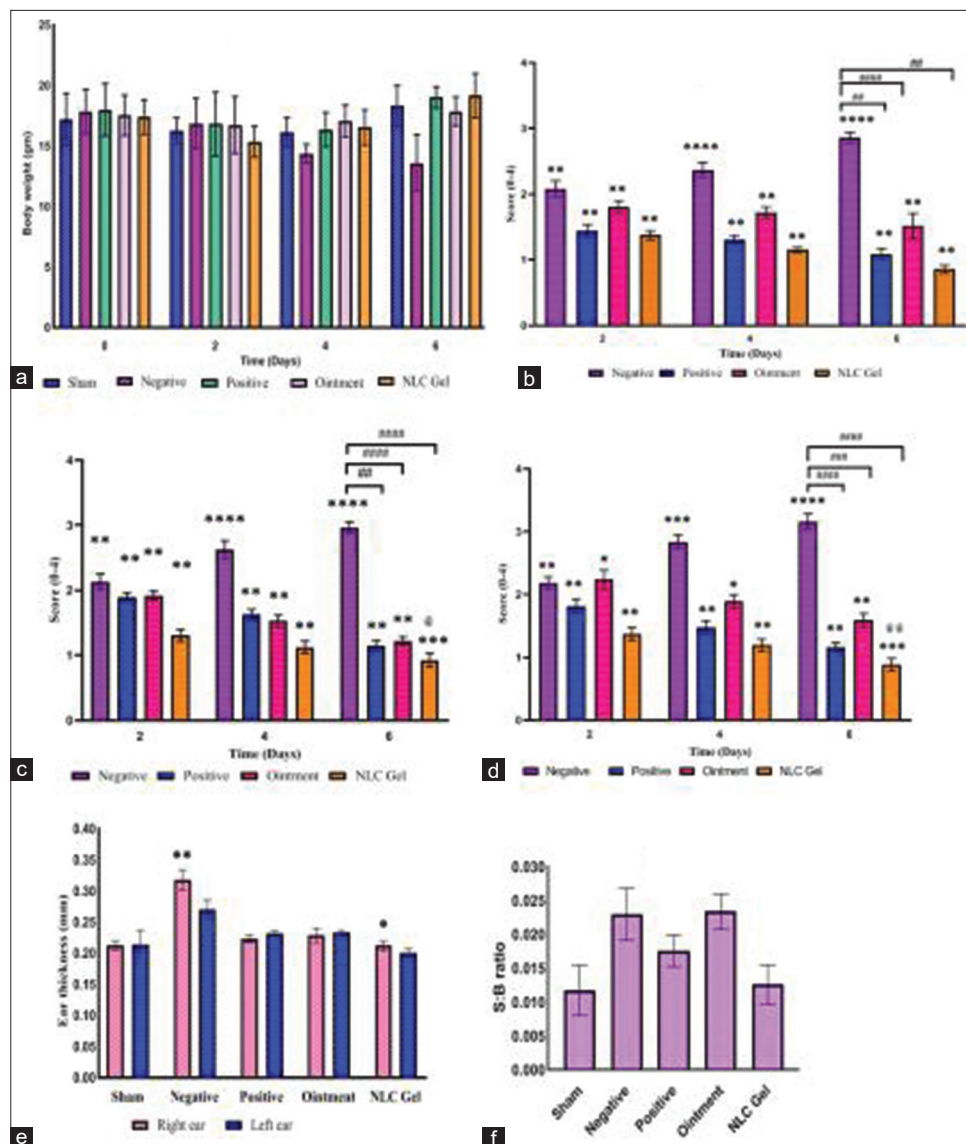 25
20
15
10
5
0
Body weight (grm)
0 2 4 6
Time (Days)
a
Sham Negative Positive Ointment NLC Gel
4
3
2
1
0
Score (0-4)
** ** ** **
**** ** ** **
**** ** ** **
##
####
##
2 4 6
Time (Days)
b
Negative Positive Ointment NLC Gel
4
3
2
1
0
Score (0-4)
** ** ** **
**** ** ** **
**** ** ** @ ***
####
####
##
2 4 6
Time (Days)
c
Negative Positive Ointment NLC Gel
4
3
2
1
0
Score (0-4)
** ** * **
*** ** * **
**** ** ** @@ ***
####
###
####
2 4 6
Time (Days)
d
Negative Positive Ointment NLC Gel
0.40
0.35
0.30
0.25
0.20
0.15
0.10
0.05
0.00
Ear thickness (mm)
**
*
Sham Negative Positive Ointment NLC Gel
e
Right ear Left ear
0.030
0.025
0.020
0.015
0.010
0.005
0.000
S:B ratio
Sham
Negative
Positive
Ointment
NLC Gel
f